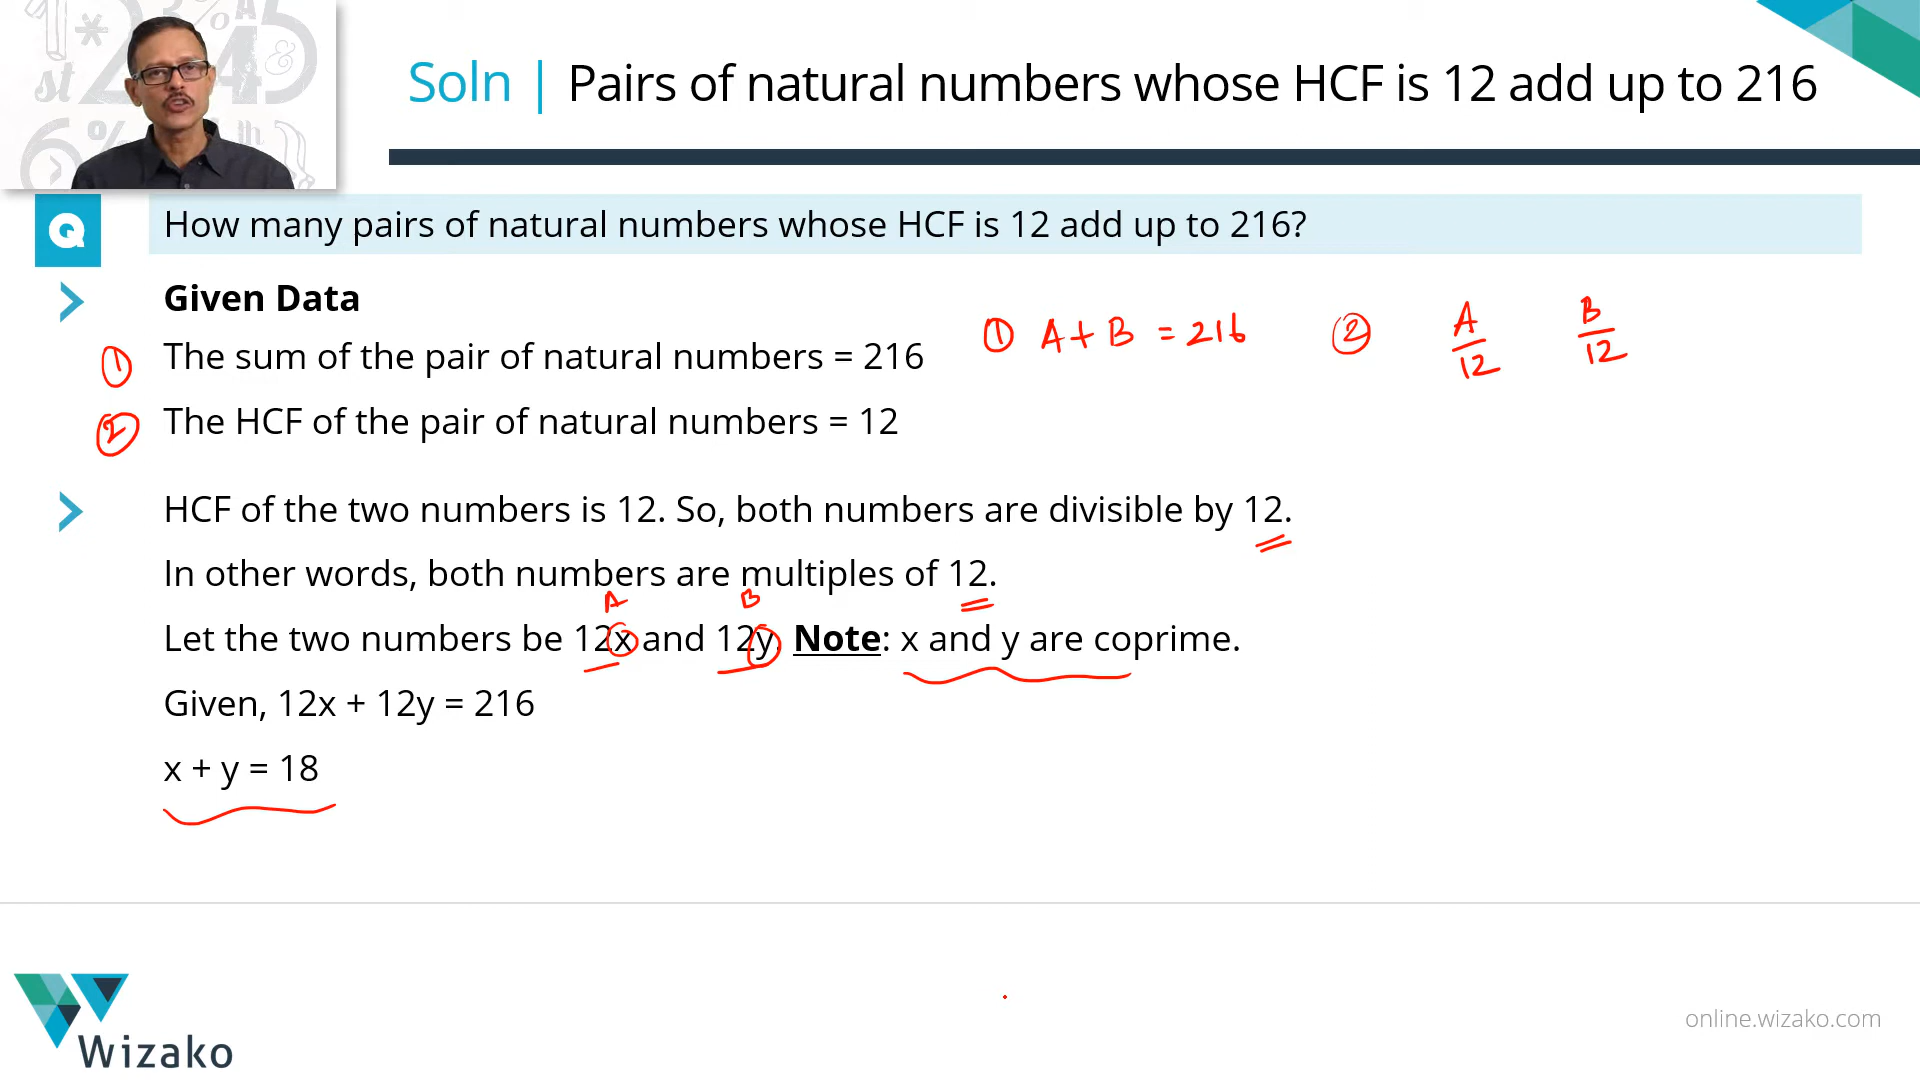 Soln | Pairs of natural numbers whose HCF is 12 add up to 216
Q How many pairs of natural numbers whose HCF is 12 add up to 216?
Given Data
① The sum of the pair of natural numbers = 216
① A + B = 216 ② A/12 B/12
② The HCF of the pair of natural numbers = 12
HCF of the two numbers is 12. So, both numbers are divisible by 12.
In other words, both numbers are multiples of 12.
A B
Let the two numbers be 12x and 12y. Note: x and y are coprime.
Given, 12x + 12y = 216
x + y = 18
Wizako
online.wizako.com